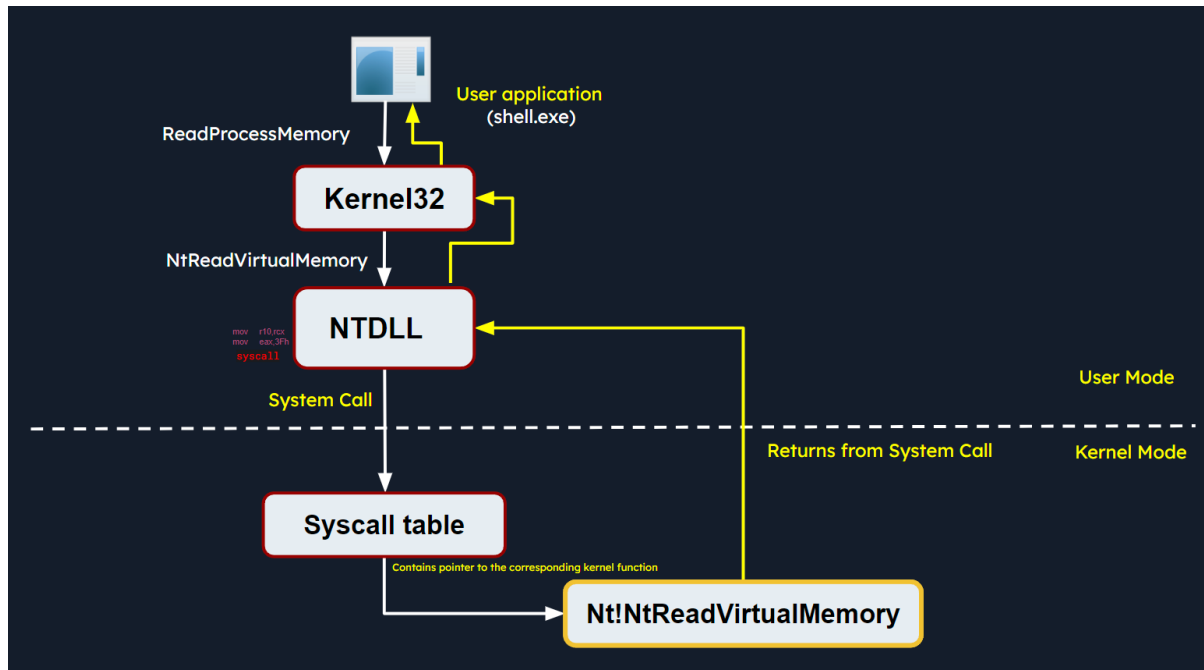 User application
(shell.exe)
ReadProcessMemory
Kernel32
NtReadVirtualMemory
NTDLL
mov r10,rcx
mov eax,3Fh
syscall
User Mode
System Call
Returns from System Call
Kernel Mode
Syscall table
Contains pointer to the corresponding kernel function
Nt!NtReadVirtualMemory